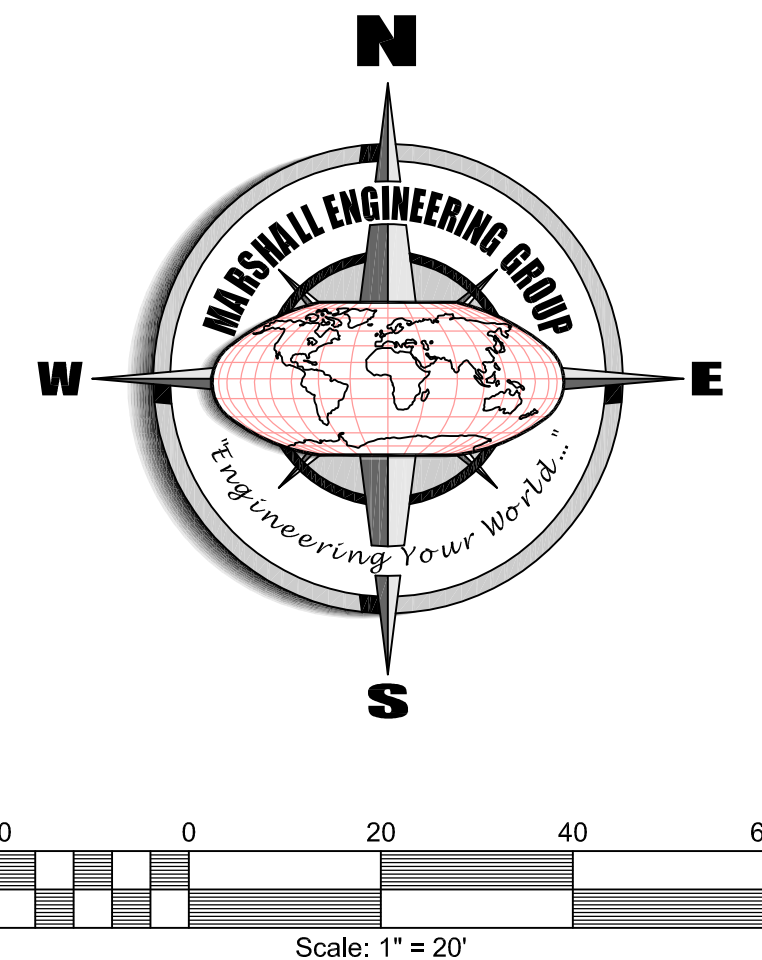 N
MARSHALL ENGINEERING GROUP
W
E
"Engineering Your World..."
S
0 20 40
Scale: 1" = 20'